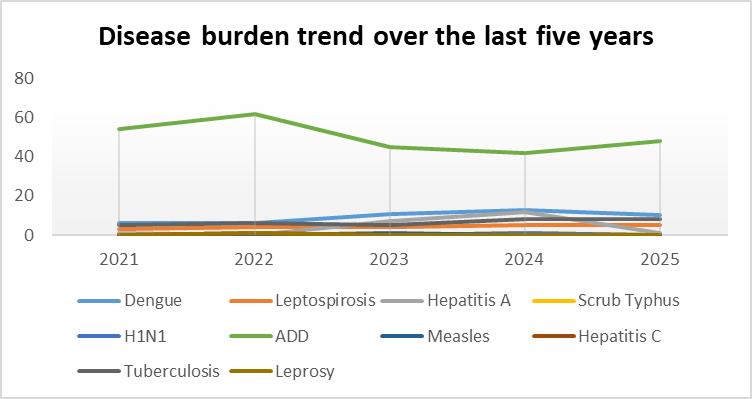 Disease burden trend over the last five years
80
60
40
20
0
2021 2022 2023 2024 2025
Dengue Leptospirosis Hepatitis A Scrub Typhus
H1N1 ADD Measles Hepatitis C
Tuberculosis Leprosy